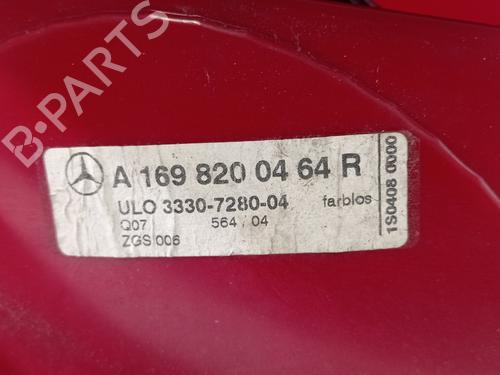 B-PARTS
A 169 820 04 64 R
ULO 3330-7280-04 farblos
Q07 564 / 04
ZGS 006
1S0408 0000